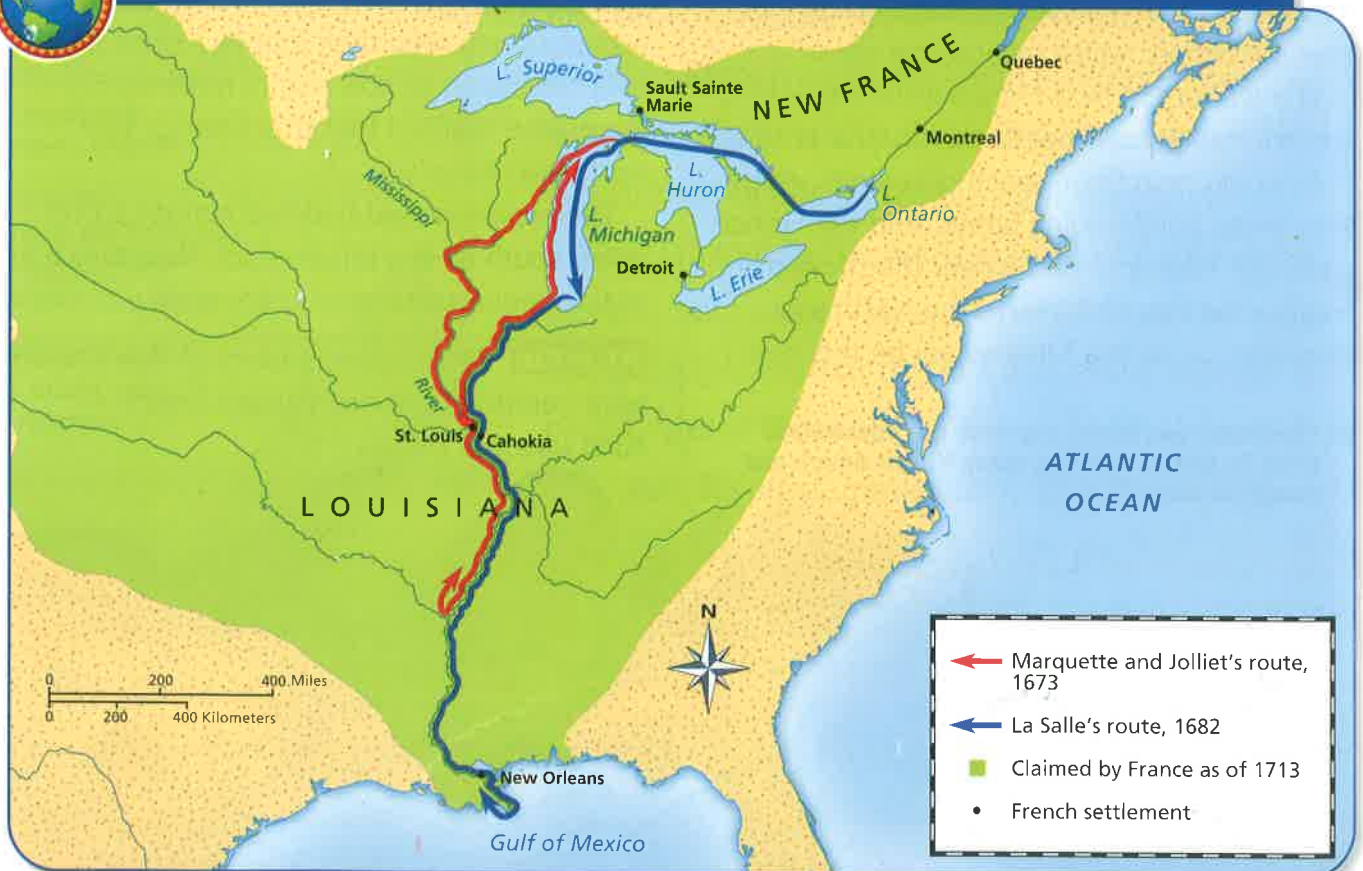 L. Superior
Sault Sainte
Marie
NEW FRANCE
Quebec
Montreal
Mississippi
River
L.
Huron
L.
Ontario
L.
Michigan
Detroit
L. Erie
St. Louis
Cahokia
LOUISIANA
ATLANTIC
OCEAN
N
0 200 400 Miles
0 200 400 Kilometers
New Orleans
Gulf of Mexico
Marquette and Jolliet's route,
1673
La Salle's route, 1682
Claimed by France as of 1713
French settlement